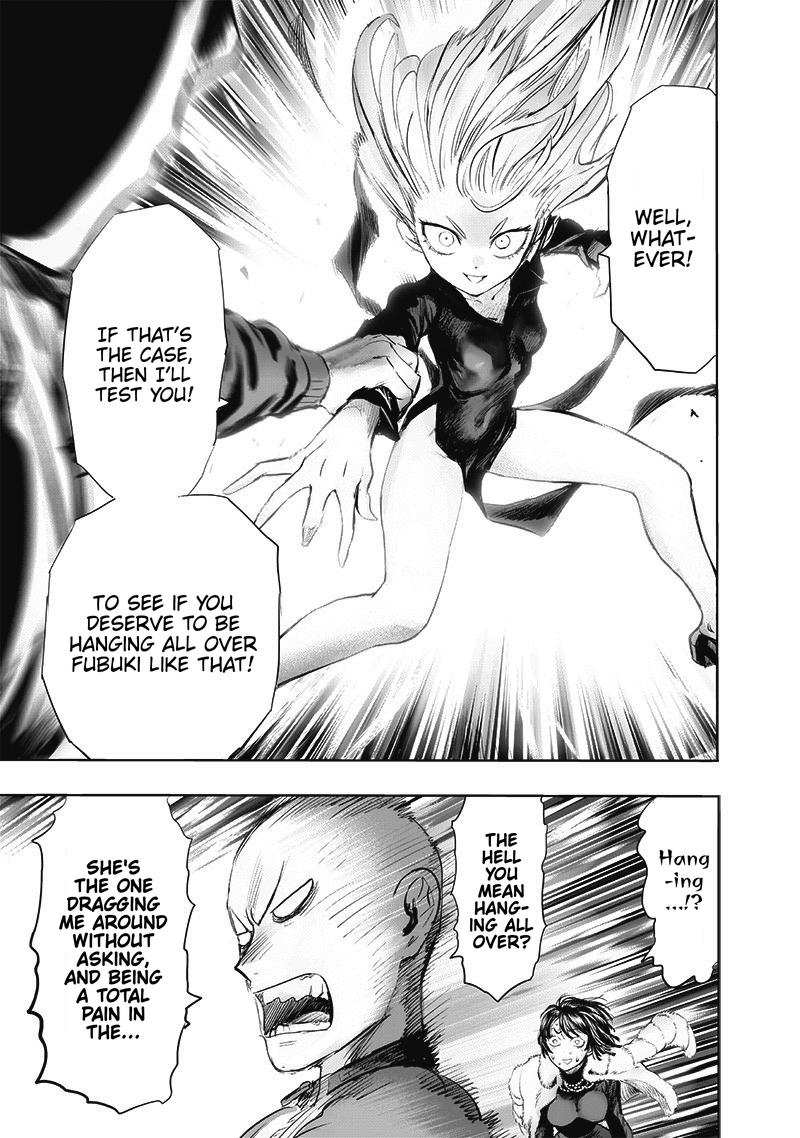 WELL,
WHAT-
EVER!
IF THAT'S
THE CASE,
THEN I'LL
TEST YOU!
TO SEE IF YOU
DESERVE TO BE
HANGING ALL OVER
FUBUKI LIKE THAT!
Hang
-ing
...!?
THE
HELL
YOU
MEAN
HANG-
ING ALL
OVER?
SHE'S
THE ONE
DRAGGING
ME AROUND
WITHOUT
ASKING,
AND BEING
A TOTAL
PAIN IN
THE...